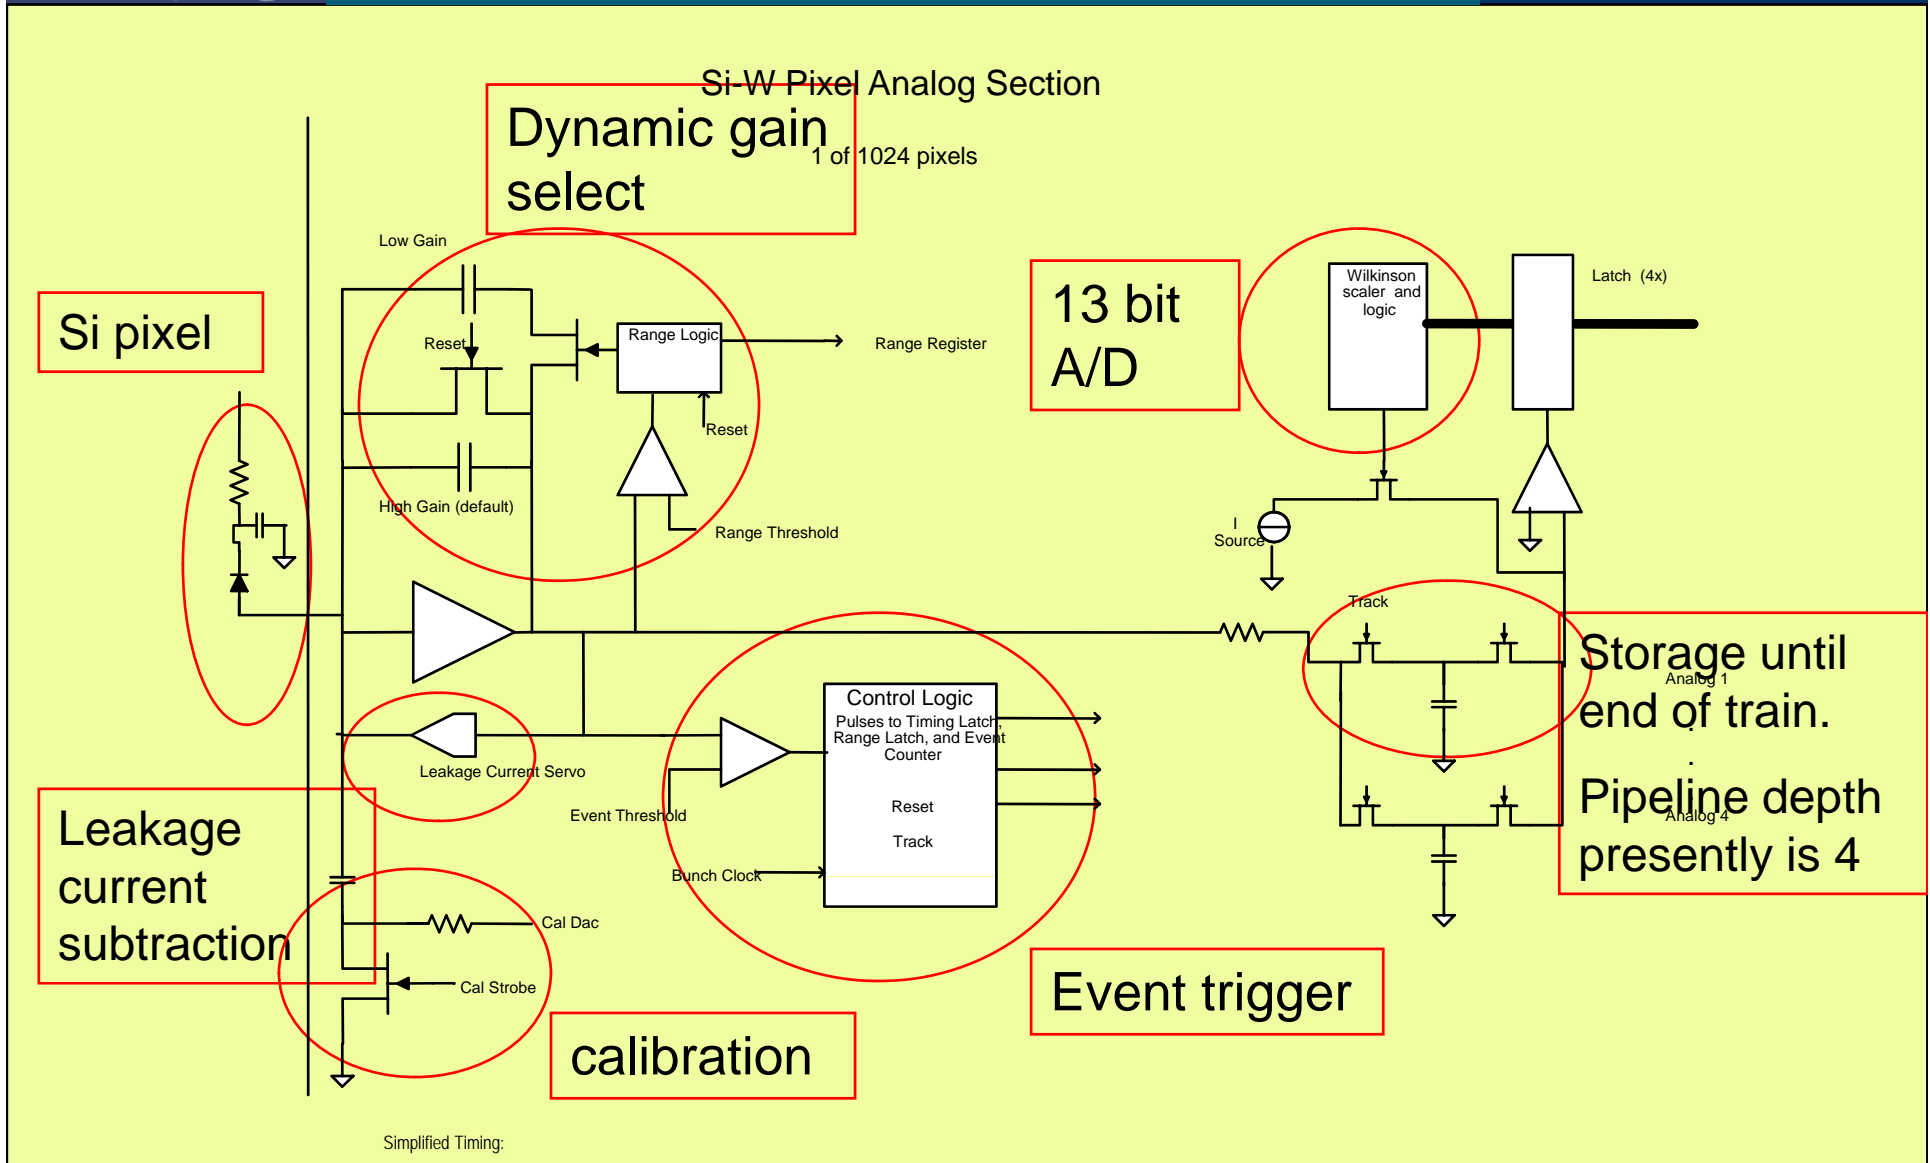 Si-W Pixel Analog Section
Dynamic gain
select
1 of 1024 pixels
Low Gain
Si pixel
Reset
Range Logic
Range Register
Reset
High Gain (default)
Range Threshold
13 bit
A/D
Wilkinson
scaler and
logic
Latch (4x)
I
Source
Track
Storage until
end of train.
Pipeline depth
presently is 4
Analog 1
.
.
Analog 4
Control Logic
Pulses to Timing Latch,
Range Latch, and Event
Counter
Reset
Track
Leakage Current Servo
Event Threshold
Bunch Clock
Leakage
current
subtraction
Cal Dac
Cal Strobe
Event trigger
calibration
Simplified Timing: